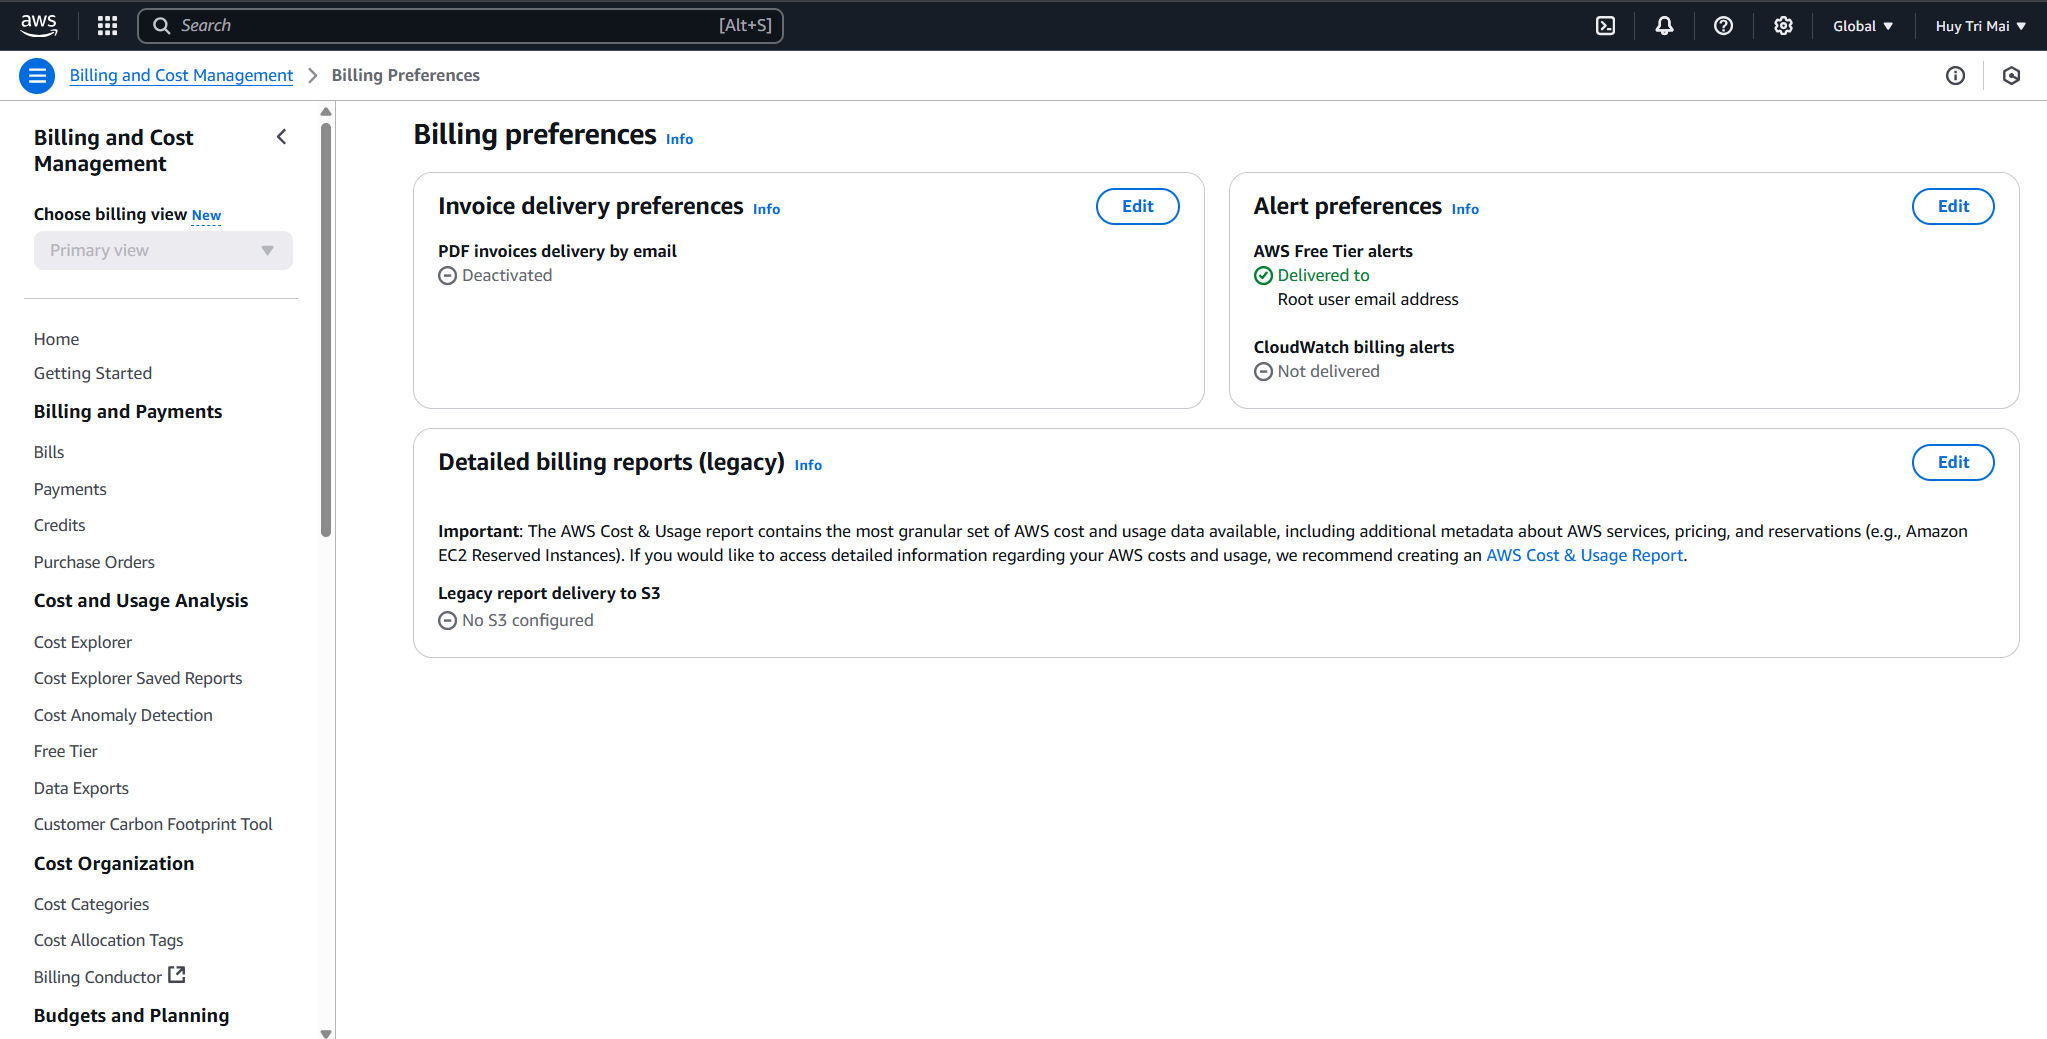 aws
Search
[Alt+S]
Global
Huy Tri Mai
Billing and Cost Management
Billing Preferences
Billing and Cost
Management
Choose billing view New
Primary view
Home
Getting Started
Billing and Payments
Bills
Payments
Credits
Purchase Orders
Cost and Usage Analysis
Cost Explorer
Cost Explorer Saved Reports
Cost Anomaly Detection
Free Tier
Data Exports
Customer Carbon Footprint Tool
Cost Organization
Cost Categories
Cost Allocation Tags
Billing Conductor
Budgets and Planning
Billing preferences Info
Invoice delivery preferences Info
Edit
PDF invoices delivery by email
Deactivated
Alert preferences Info
Edit
AWS Free Tier alerts
Delivered to
Root user email address
CloudWatch billing alerts
Not delivered
Detailed billing reports (legacy) Info
Edit
Important: The AWS Cost & Usage report contains the most granular set of AWS cost and usage data available, including additional metadata about AWS services, pricing, and reservations (e.g., Amazon
EC2 Reserved Instances). If you would like to access detailed information regarding your AWS costs and usage, we recommend creating an AWS Cost & Usage Report.
Legacy report delivery to S3
No S3 configured